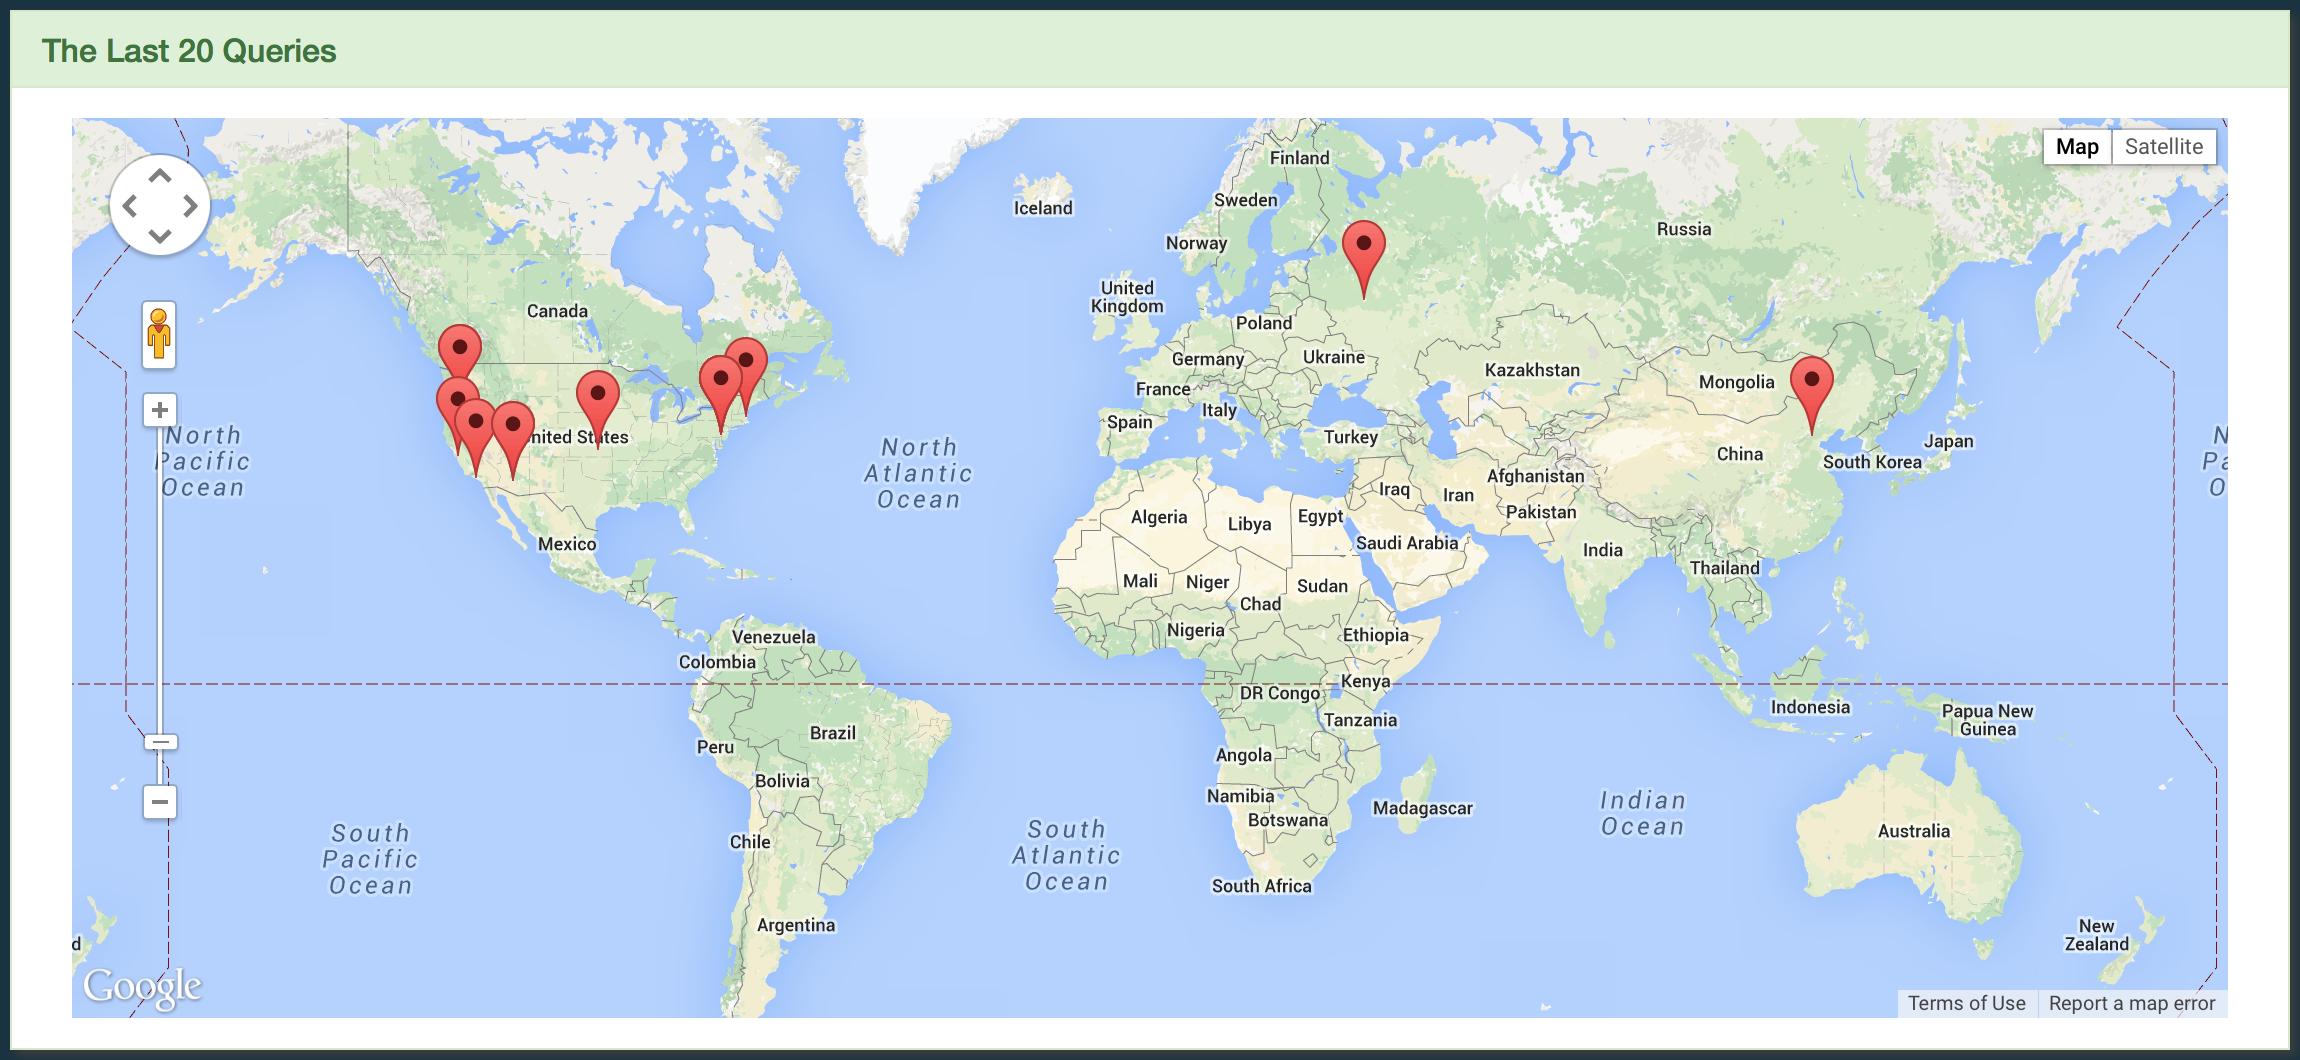 The Last 20 Queries
Map
Satellite
Finland
Iceland
Sweden
Russia
Norway
United
Kingdom
Canada
Poland
Germany
Ukraine
Kazakhstan
Mongolia
France
Italy
Spain
Turkey
North
Pacific
Ocean
nited States
North
Atlantic
Ocean
China
Japan
South Korea
Afghanistan
Iraq
Iran
Pakistan
N
Pa
O
Algeria
Libya
Egypt
Saudi Arabia
India
Mexico
Thailand
Mali
Niger
Sudan
Chad
Nigeria
Ethiopia
Venezuela
Colombia
Kenya
DR Congo
Tanzania
Indonesia
Papua New
Guinea
Brazil
Peru
Angola
Bolivia
Namibia
Madagascar
Botswana
Indian
Ocean
South
Pacific
Ocean
Chile
South
Atlantic
Ocean
Australia
South Africa
Argentina
New
Zealand
d
Google
Terms of Use
Report a map error